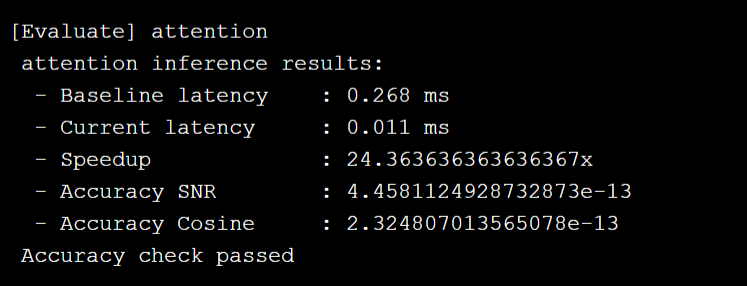 [Evaluate] attention
attention inference results:
- Baseline latency : 0.268 ms
- Current latency : 0.011 ms
- Speedup : 24.363636363636367x
- Accuracy SNR : 4.4581124928732873e-13
- Accuracy Cosine : 2.324807013565078e-13
Accuracy check passed